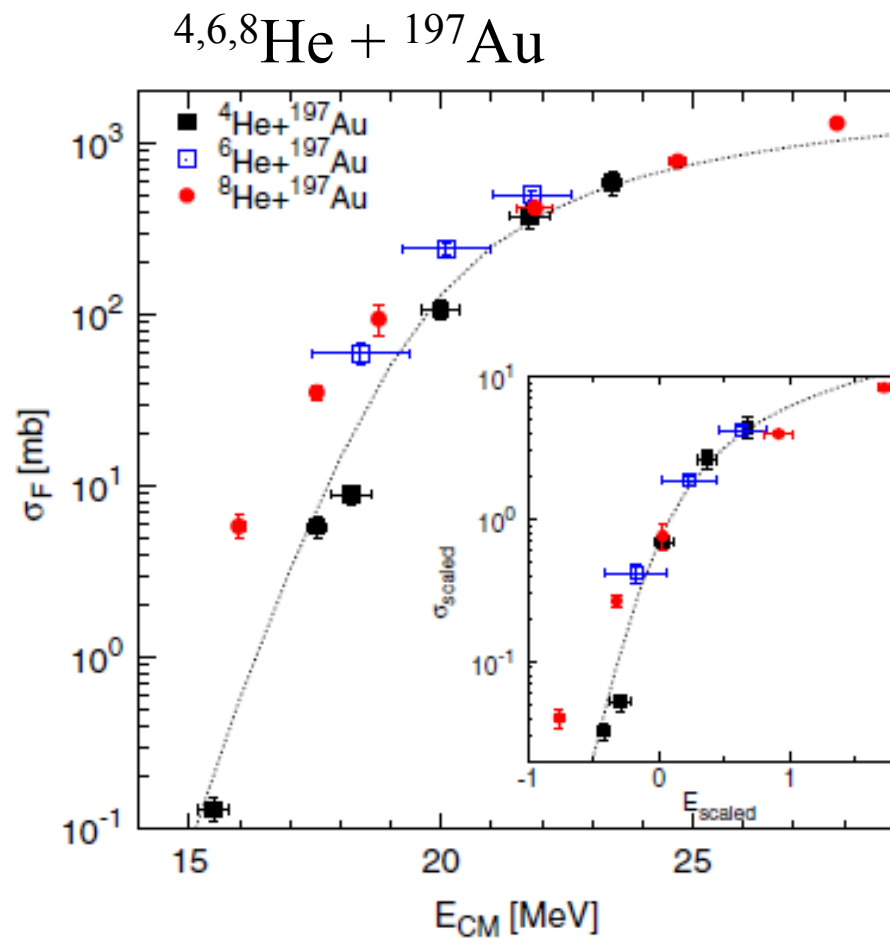 ⁴,⁶,⁸He + ¹⁹⁷Au
⁴He+¹⁹⁷Au
⁶He+¹⁹⁷Au
⁸He+¹⁹⁷Au
10³
10²
10¹
10⁰
10⁻¹
σF [mb]
15 20 25
ECM [MeV]
10¹
10⁰
10⁻¹
σscaled
-1 0 1
Escaled